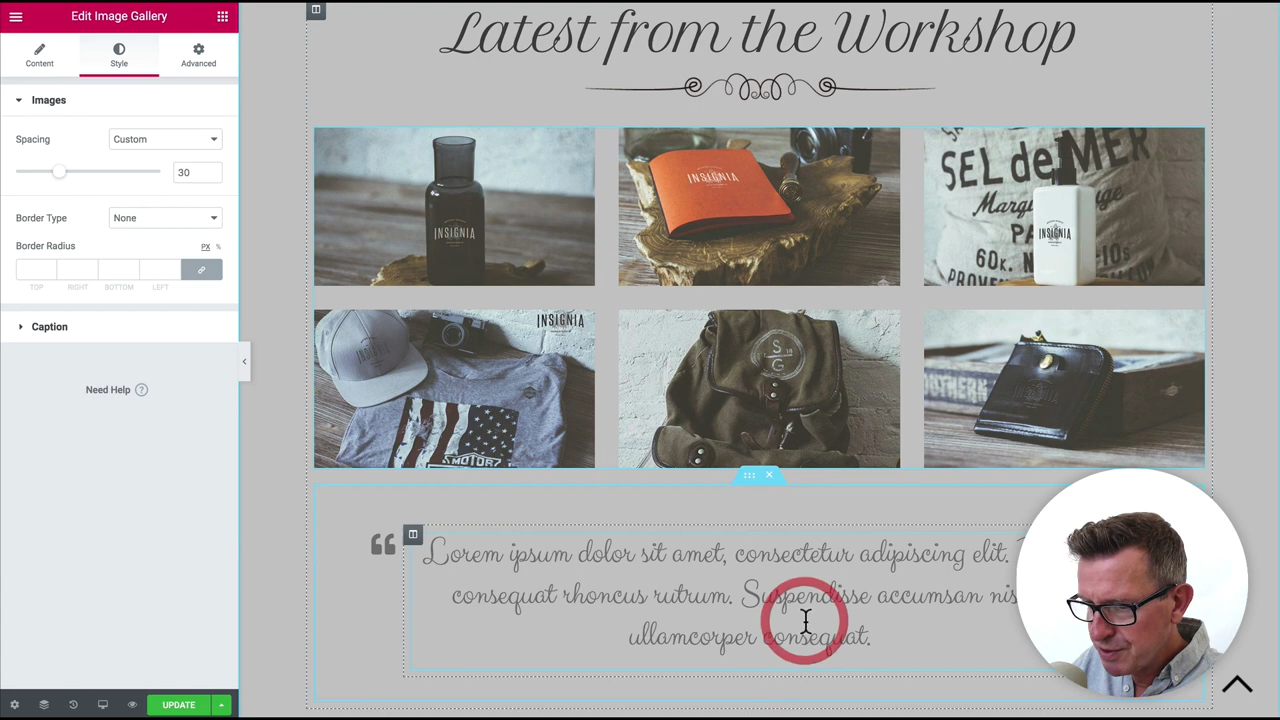 Edit Image Gallery
Content
Style
Advanced
Images
Spacing
Custom
30
Border Type
None
Border Radius
PX
%
TOP
RIGHT
BOTTOM
LEFT
Caption
Need Help ?
UPDATE
Latest from the Workshop
INSIGNIA
INSIGNIA
SEL de MER
INSIGNIA
60k.
INSIGNIA
S
G
Lorem ipsum dolor sit amet, consectetur adipiscing elit.
consequat rhoncus rutrum. Suspendisse accumsan nis
ullamcorper consequat.